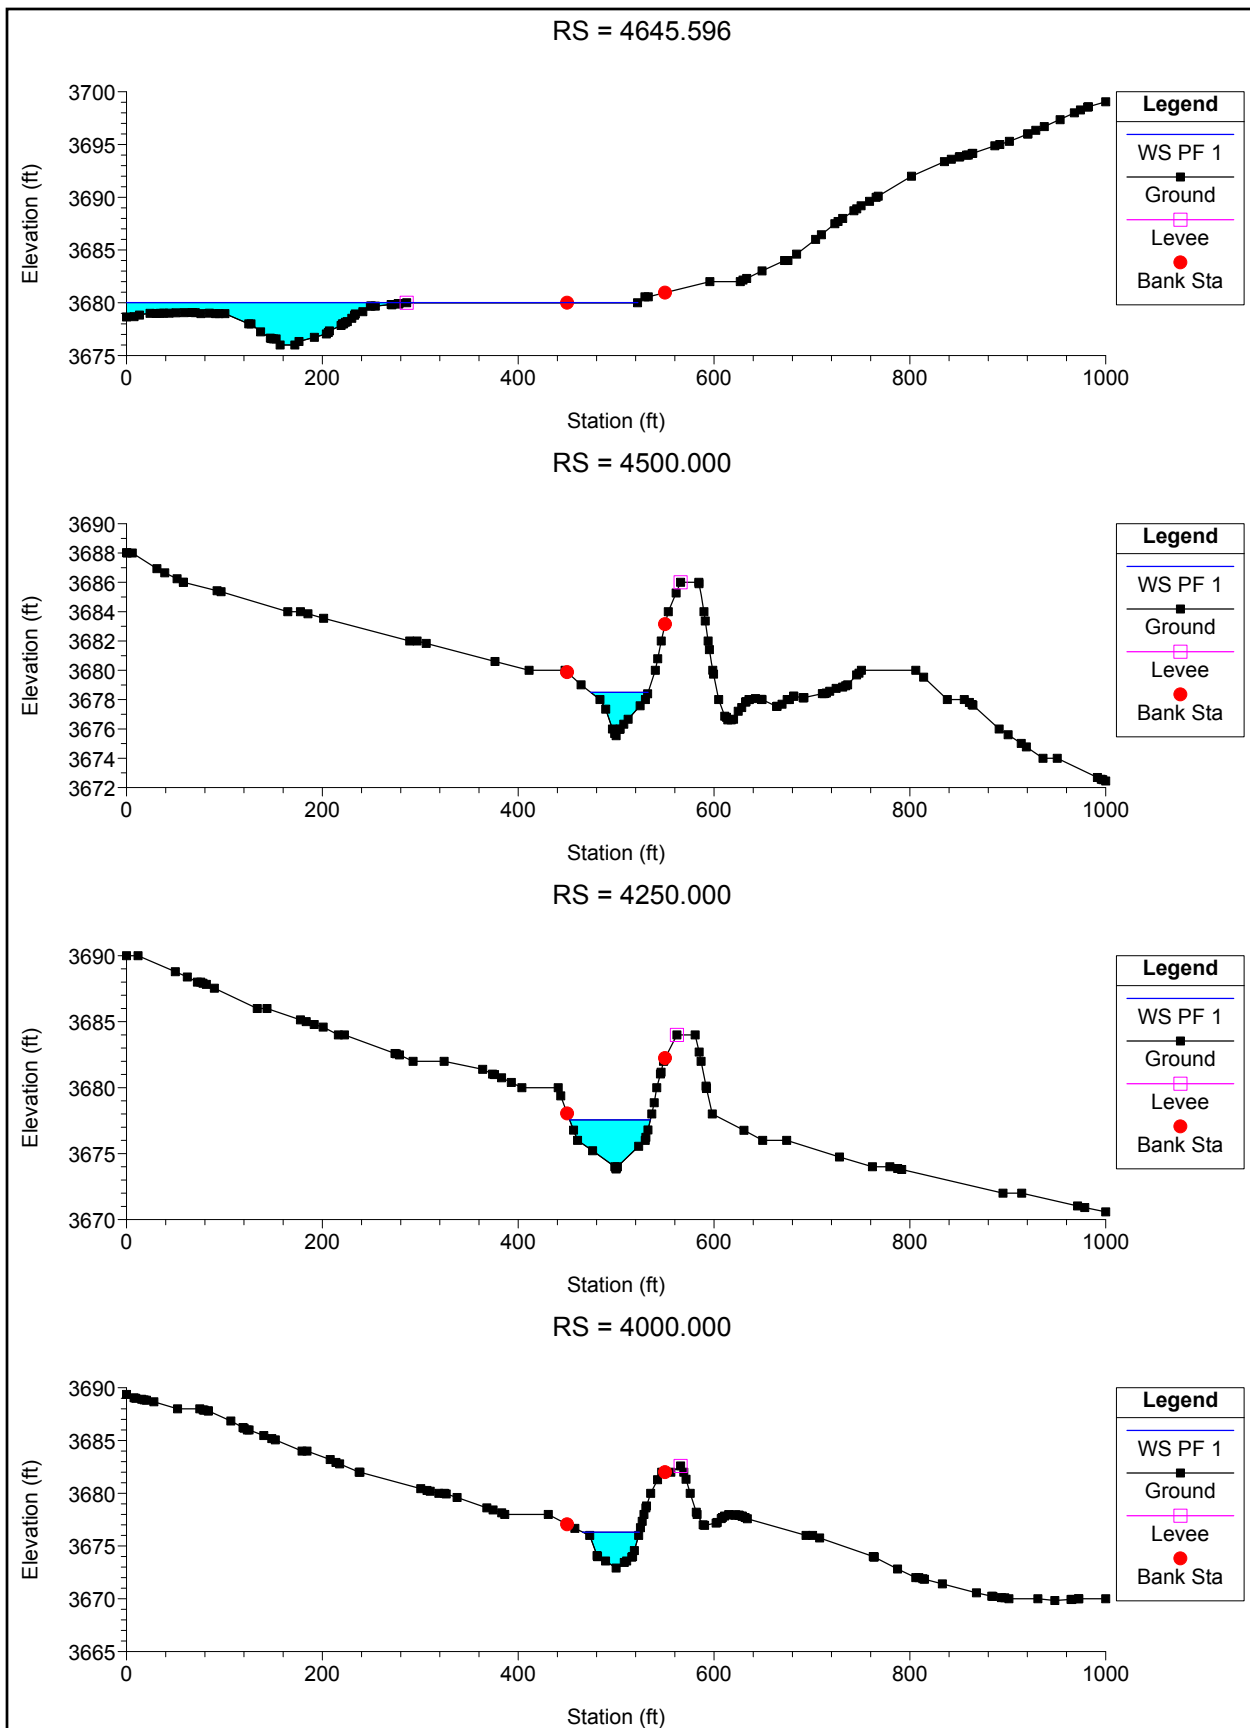 RS = 4645.596
3700
3695
3690
3685
3680
3675
Elevation (ft)
0 200 400 600 800 1000
Station (ft)
Legend
WS PF 1
Ground
Levee
Bank Sta
RS = 4500.000
3690
3688
3686
3684
3682
3680
3678
3676
3674
3672
Elevation (ft)
0 200 400 600 800 1000
Station (ft)
Legend
WS PF 1
Ground
Levee
Bank Sta
RS = 4250.000
3690
3685
3680
3675
3670
Elevation (ft)
0 200 400 600 800 1000
Station (ft)
Legend
WS PF 1
Ground
Levee
Bank Sta
RS = 4000.000
3690
3685
3680
3675
3670
3665
Elevation (ft)
0 200 400 600 800 1000
Station (ft)
Legend
WS PF 1
Ground
Levee
Bank Sta